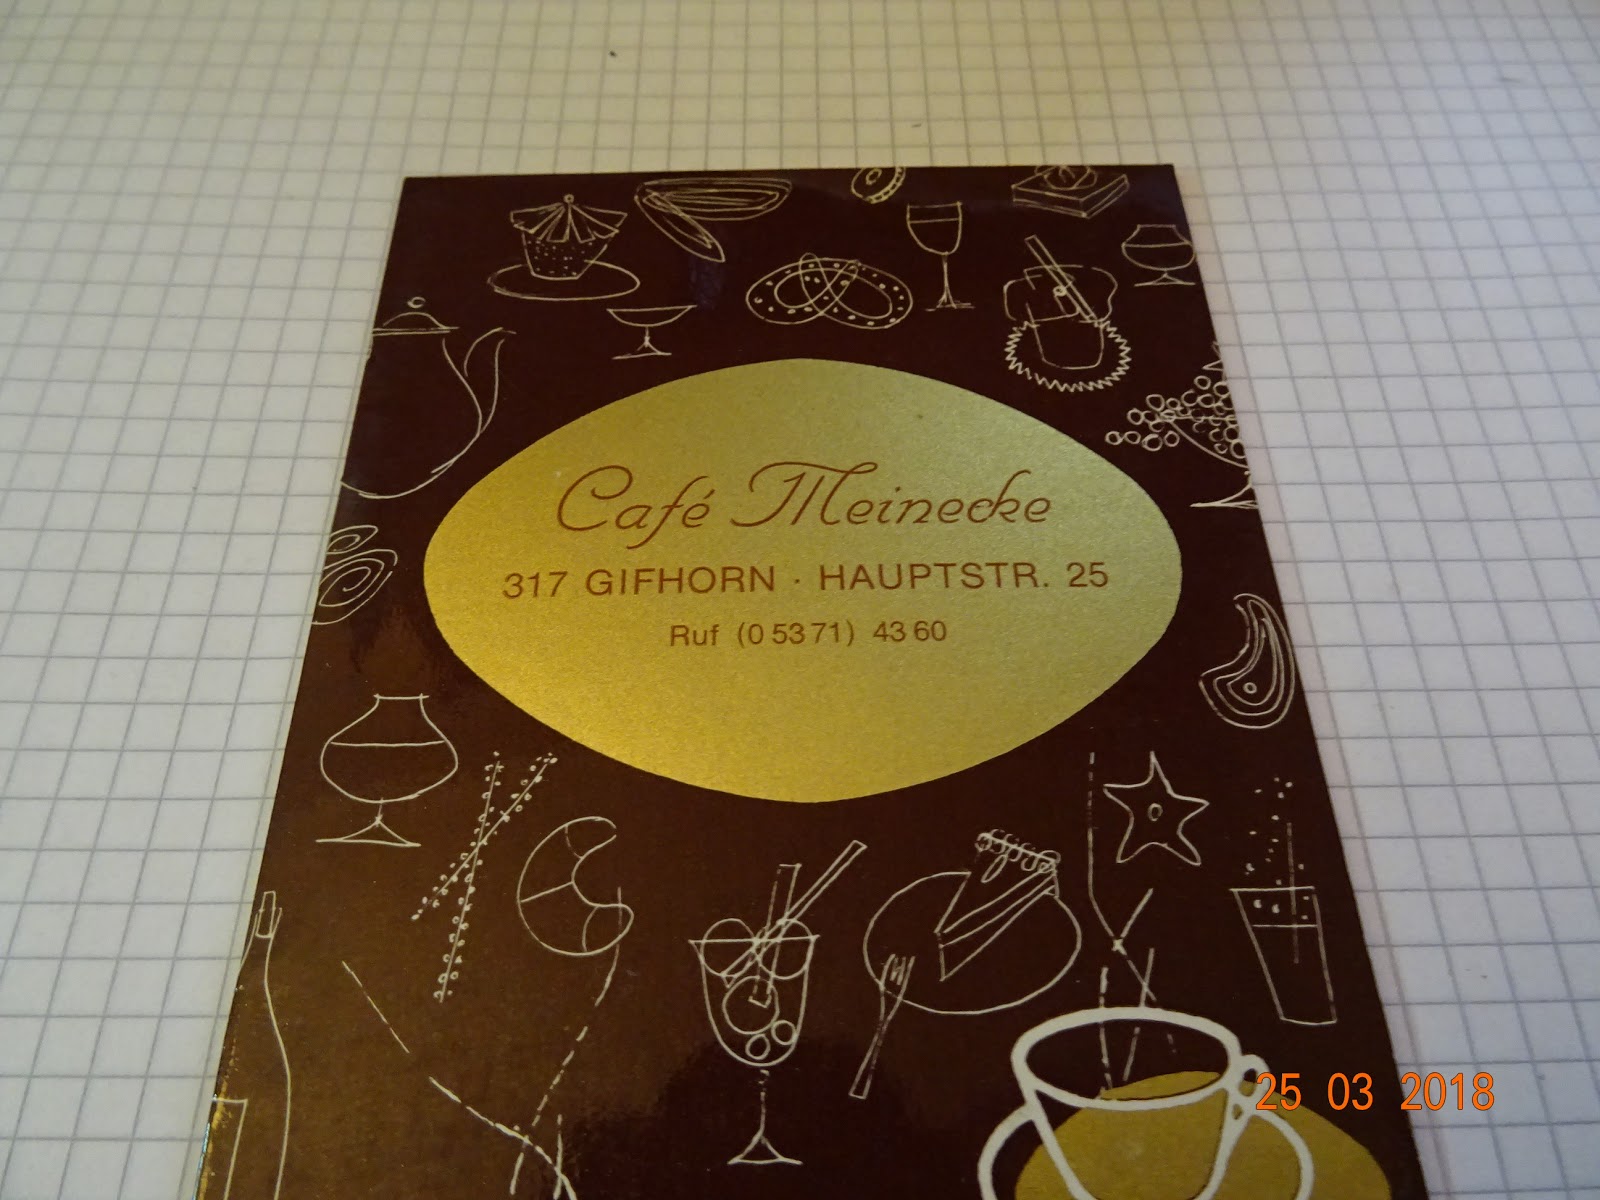 Café Meinecke
317 GIFHORN · HAUPTSTR. 25
Ruf (0 53 71) 43 60
25 03 2018